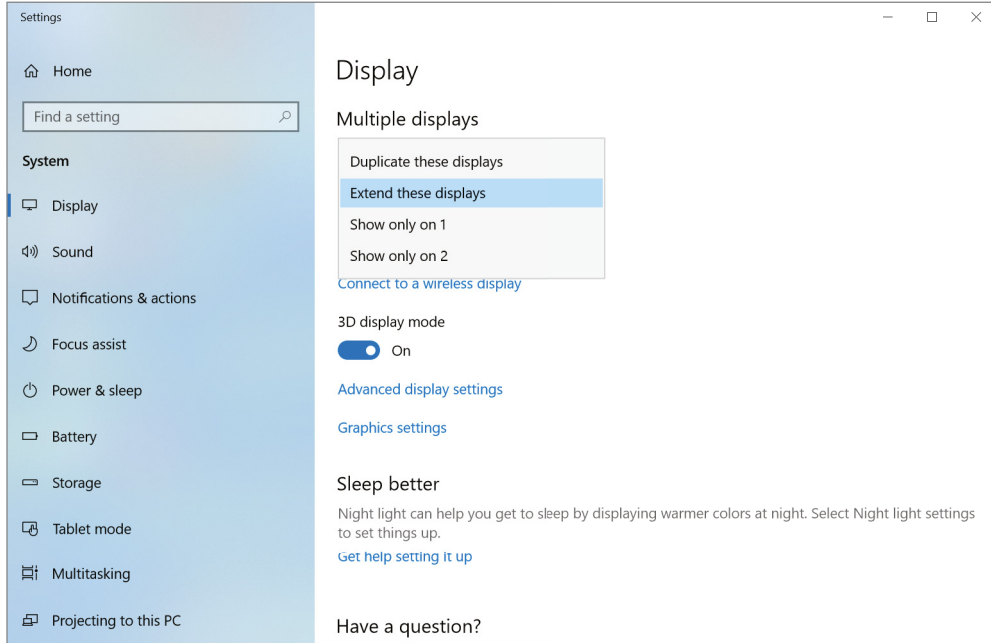 Settings
Home
Find a setting
System
Display
Sound
Notifications & actions
Focus assist
Power & sleep
Battery
Storage
Tablet mode
Multitasking
Projecting to this PC
Display
Multiple displays
Duplicate these displays
Extend these displays
Show only on 1
Show only on 2
Connect to a wireless display
3D display mode
On
Advanced display settings
Graphics settings
Sleep better
Night light can help you get to sleep by displaying warmer colors at night. Select Night light settings
to set things up.
Get help setting it up
Have a question?